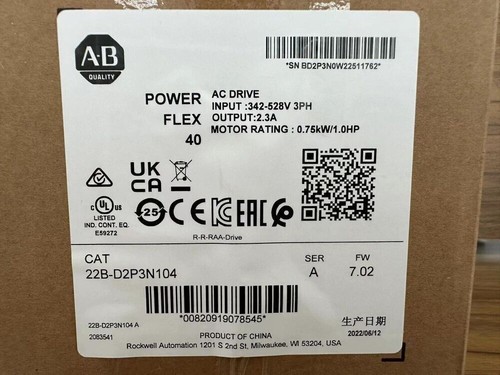 A-B
QUALITY
*SN BD2P3N0W22511762*
POWER
FLEX
40
AC DRIVE
INPUT :342-528V 3PH
OUTPUT:2.3A
MOTOR RATING : 0.75kW/1.0HP
UK
CA
c UL us
LISTED
IND. CONT. EQ.
E59272
25
CE
EAC
R-R-RAA-Drive
CAT
22B-D2P3N104
SER
A
FW
7.02
22B-D2P3N104 A
2083541
*00820919078545*
生产日期
2022/06/12
PRODUCT OF CHINA
Rockwell Automation 1201 S 2nd St, Milwaukee, WI 53204, USA